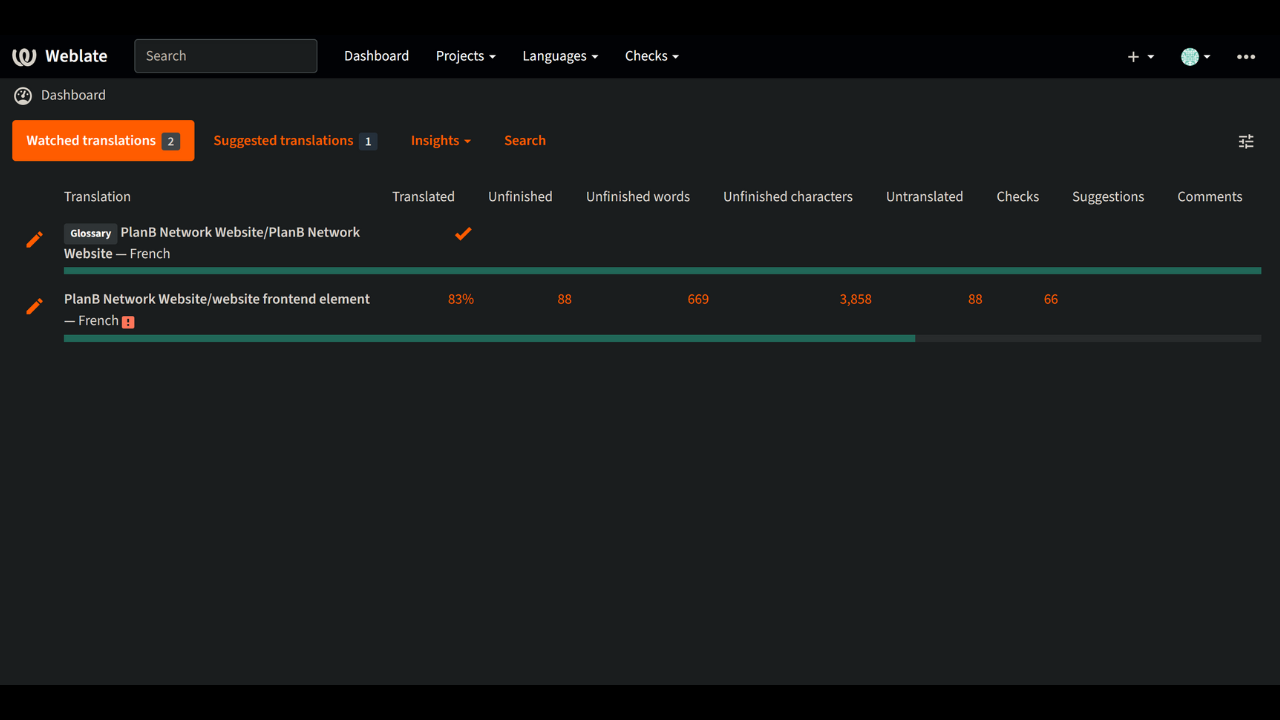 Weblate Search Dashboard Projects Languages Checks
Dashboard
Watched translations 2 Suggested translations 1 Insights Search
Translation Translated Unfinished Unfinished words Unfinished characters Untranslated Checks Suggestions Comments
Glossary PlanB Network Website/PlanB Network
Website — French
PlanB Network Website/website frontend element 83% 88 669 3,858 88 66
— French